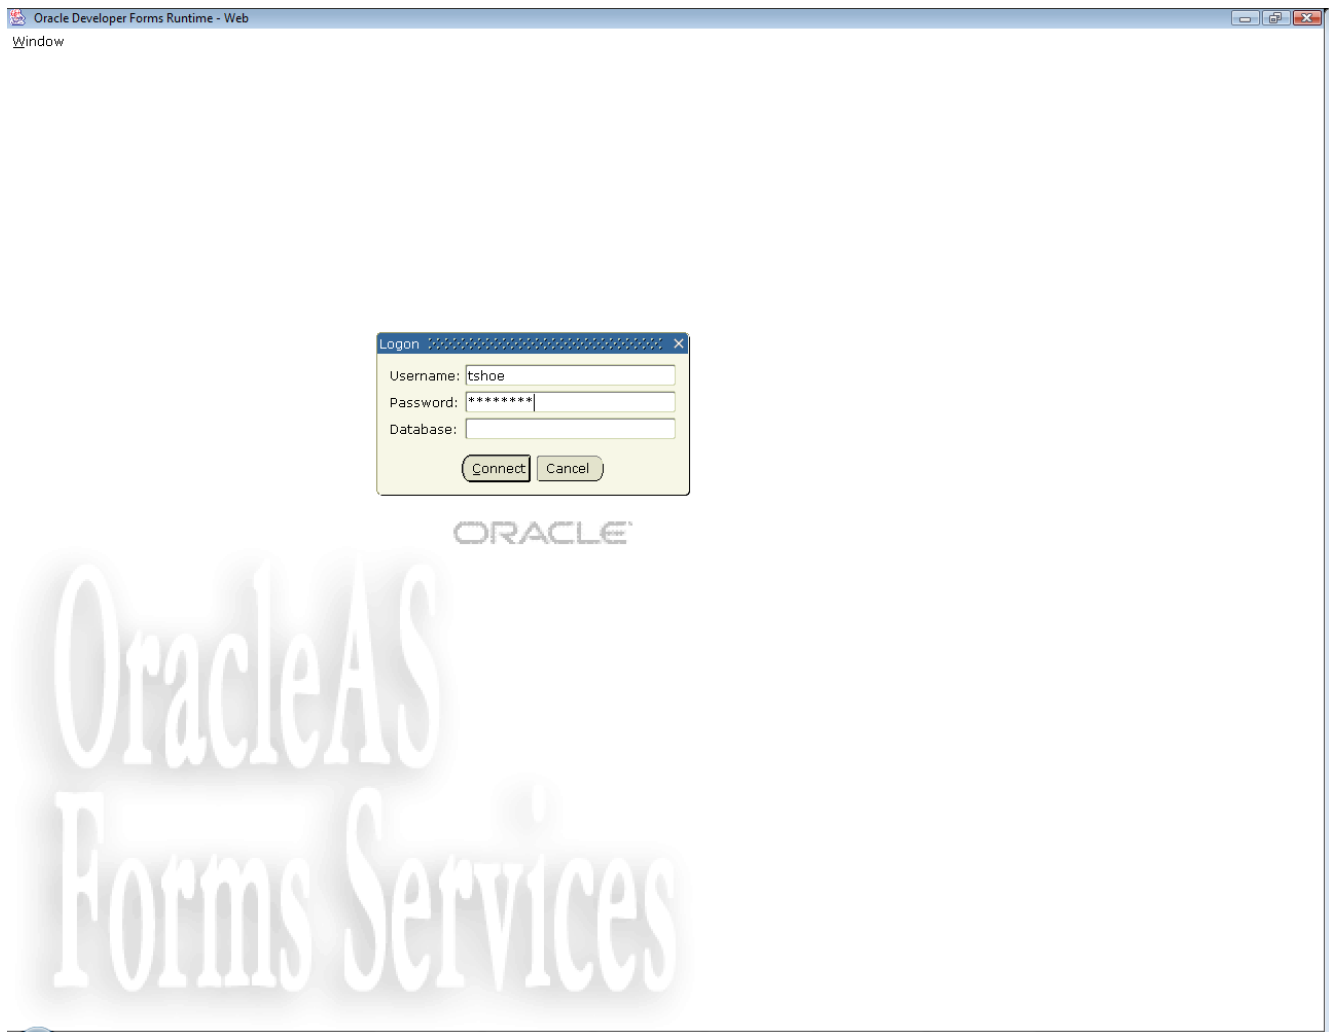 Oracle Developer Forms Runtime - Web
Window
Logon
Username: tshoe
Password: ********
Database:
Connect Cancel
ORACLE
OracleAS
Forms Services